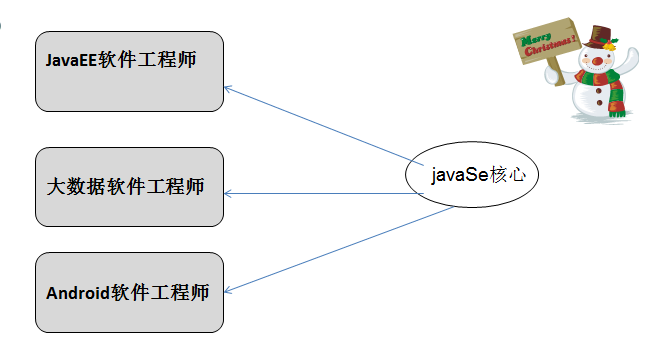 JavaEE软件工程师
Merry
Christmas!
大数据软件工程师
javaSe核心
Android软件工程师